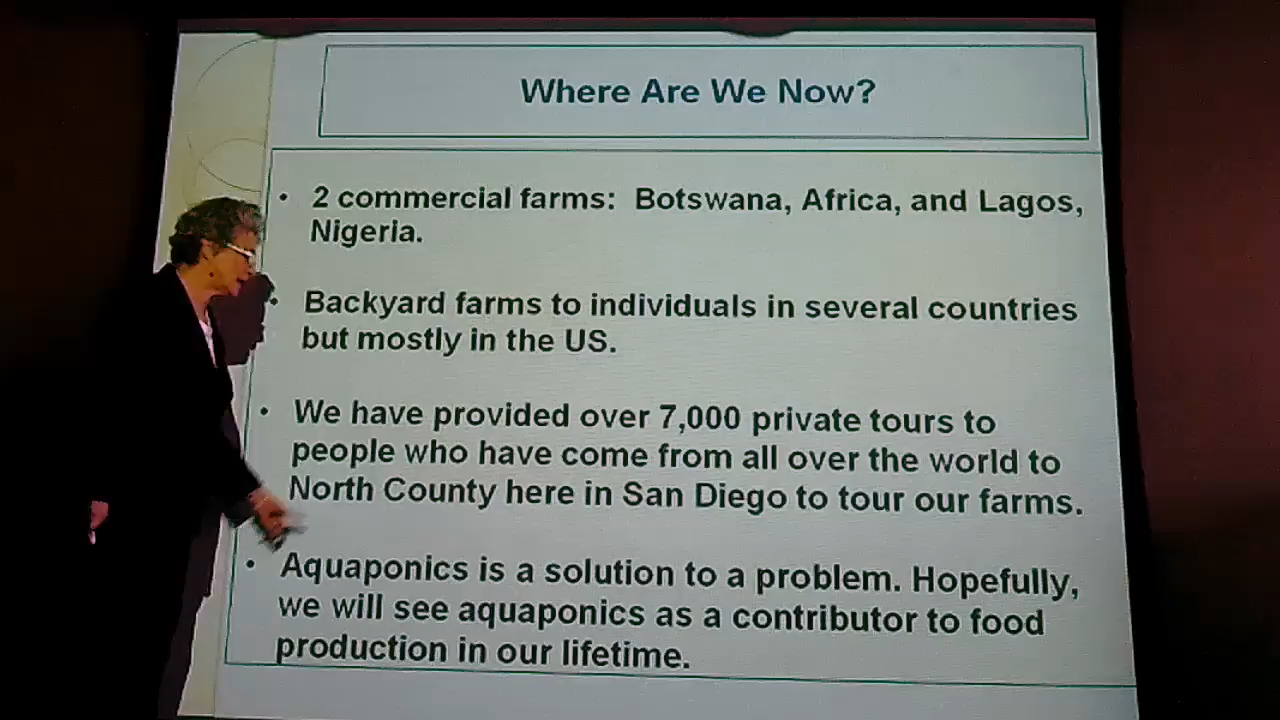 Where Are We Now?
• 2 commercial farms: Botswana, Africa, and Lagos,
Nigeria.
• Backyard farms to individuals in several countries
but mostly in the US.
• We have provided over 7,000 private tours to
people who have come from all over the world to
North County here in San Diego to tour our farms.
• Aquaponics is a solution to a problem. Hopefully,
we will see aquaponics as a contributor to food
production in our lifetime.